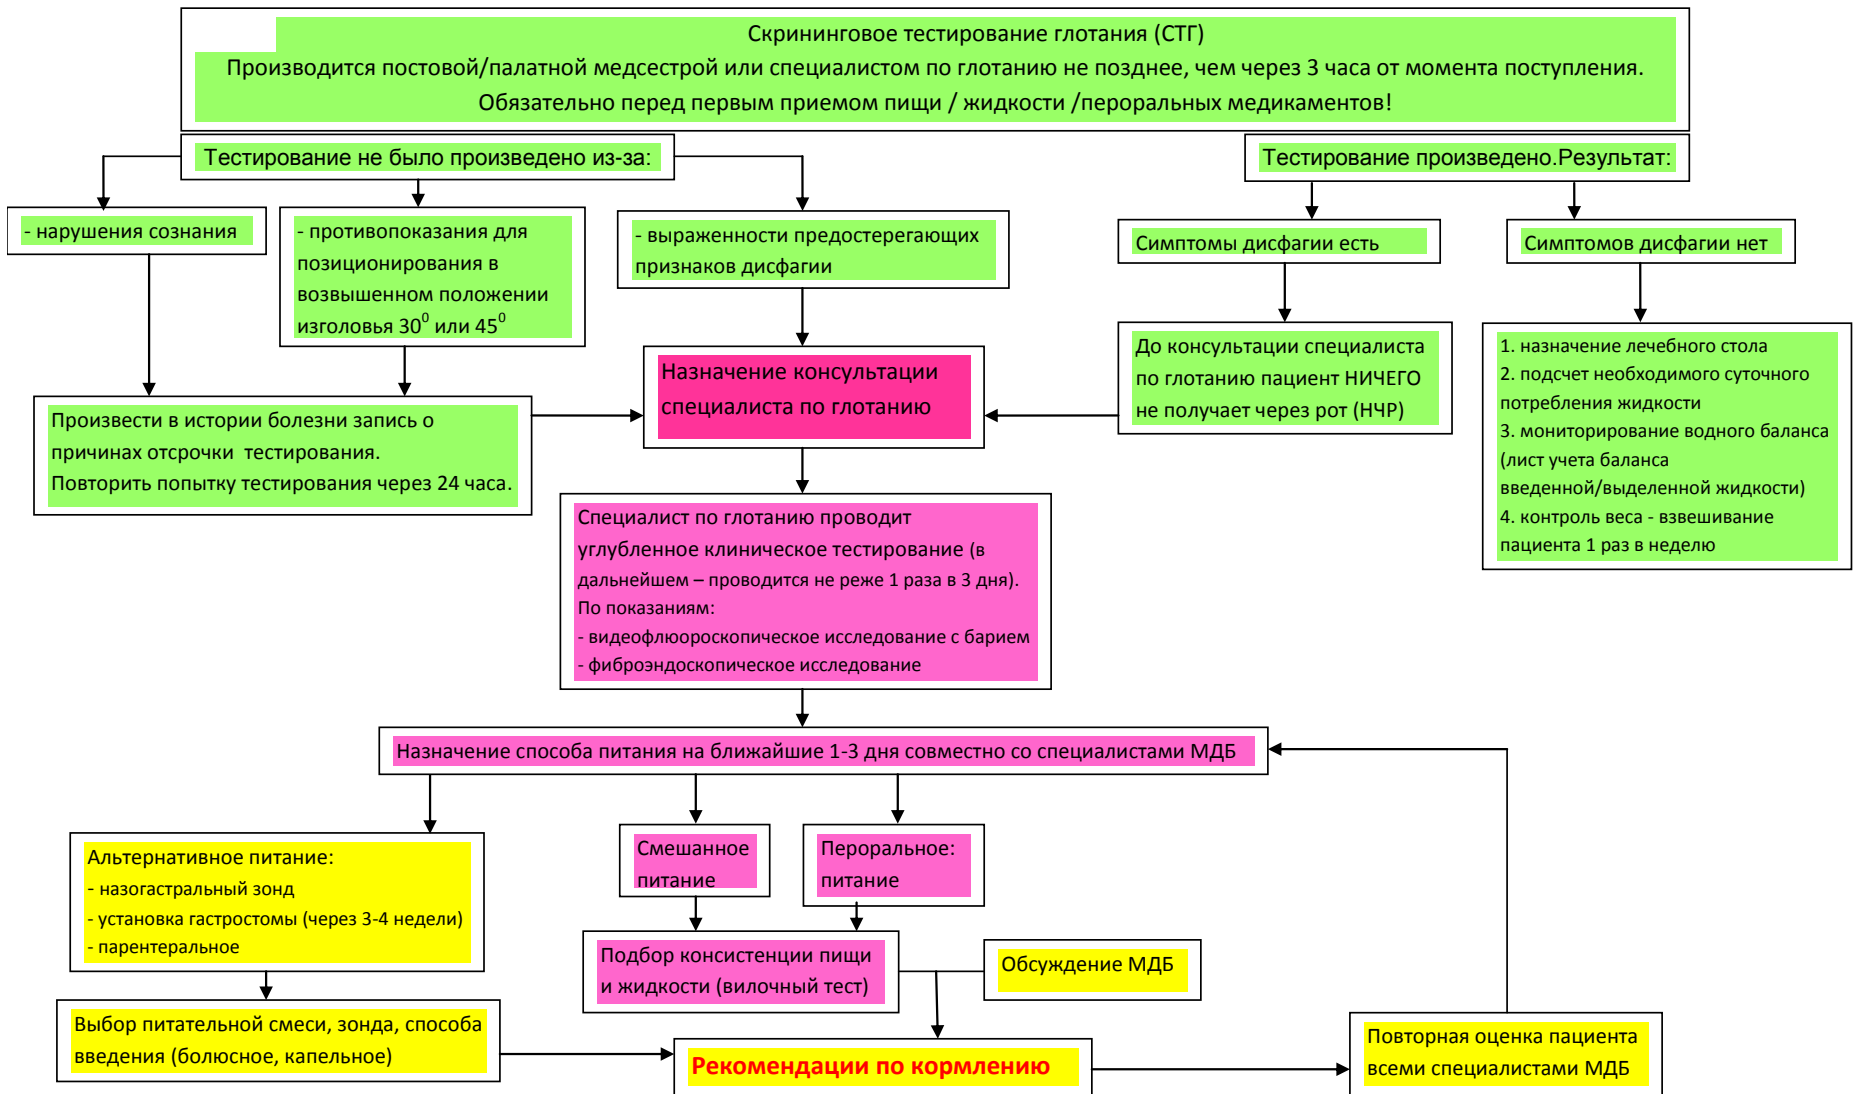 Скрининговое тестирование глотания (СТГ)
Производится постовой/палатной медсестрой или специалистом по глотанию не позднее, чем через 3 часа от момента поступления.
Обязательно перед первым приемом пищи / жидкости /пероральных медикаментов!
Тестирование не было произведено из-за:
Тестирование произведено.Результат:
- нарушения сознания
- противопоказания для
позиционирования в
возвышенном положении
изголовья 30⁰ или 45⁰
- выраженности предостерегающих
признаков дисфагии
Симптомы дисфагии есть
Симптомов дисфагии нет
Произвести в истории болезни запись о
причинах отсрочки тестирования.
Повторить попытку тестирования через 24 часа.
Назначение консультации
специалиста по глотанию
До консультации специалиста
по глотанию пациент НИЧЕГО
не получает через рот (НЧР)
1. назначение лечебного стола
2. подсчет необходимого суточного
потребления жидкости
3. мониторирование водного баланса
(лист учета баланса
введенной/выделенной жидкости)
4. контроль веса - взвешивание
пациента 1 раз в неделю
Специалист по глотанию проводит
углубленное клиническое тестирование (в
дальнейшем – проводится не реже 1 раза в 3 дня).
По показаниям:
- видеофлюороскопическое исследование с барием
- фиброэндоскопическое исследование
Назначение способа питания на ближайшие 1-3 дня совместно со специалистами МДБ
Альтернативное питание:
- назогастральный зонд
- установка гастростомы (через 3-4 недели)
- парентеральное
Смешанное
питание
Пероральное:
питание
Подбор консистенции пищи
и жидкости (вилочный тест)
Обсуждение МДБ
Выбор питательной смеси, зонда, способа
введения (болюсное, капельное)
Рекомендации по кормлению
Повторная оценка пациента
всеми специалистами МДБ